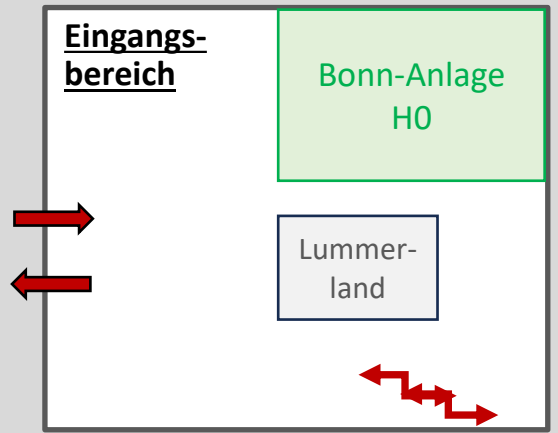 Eingangs-
bereich
Bonn-Anlage
H0
Lummer-
land